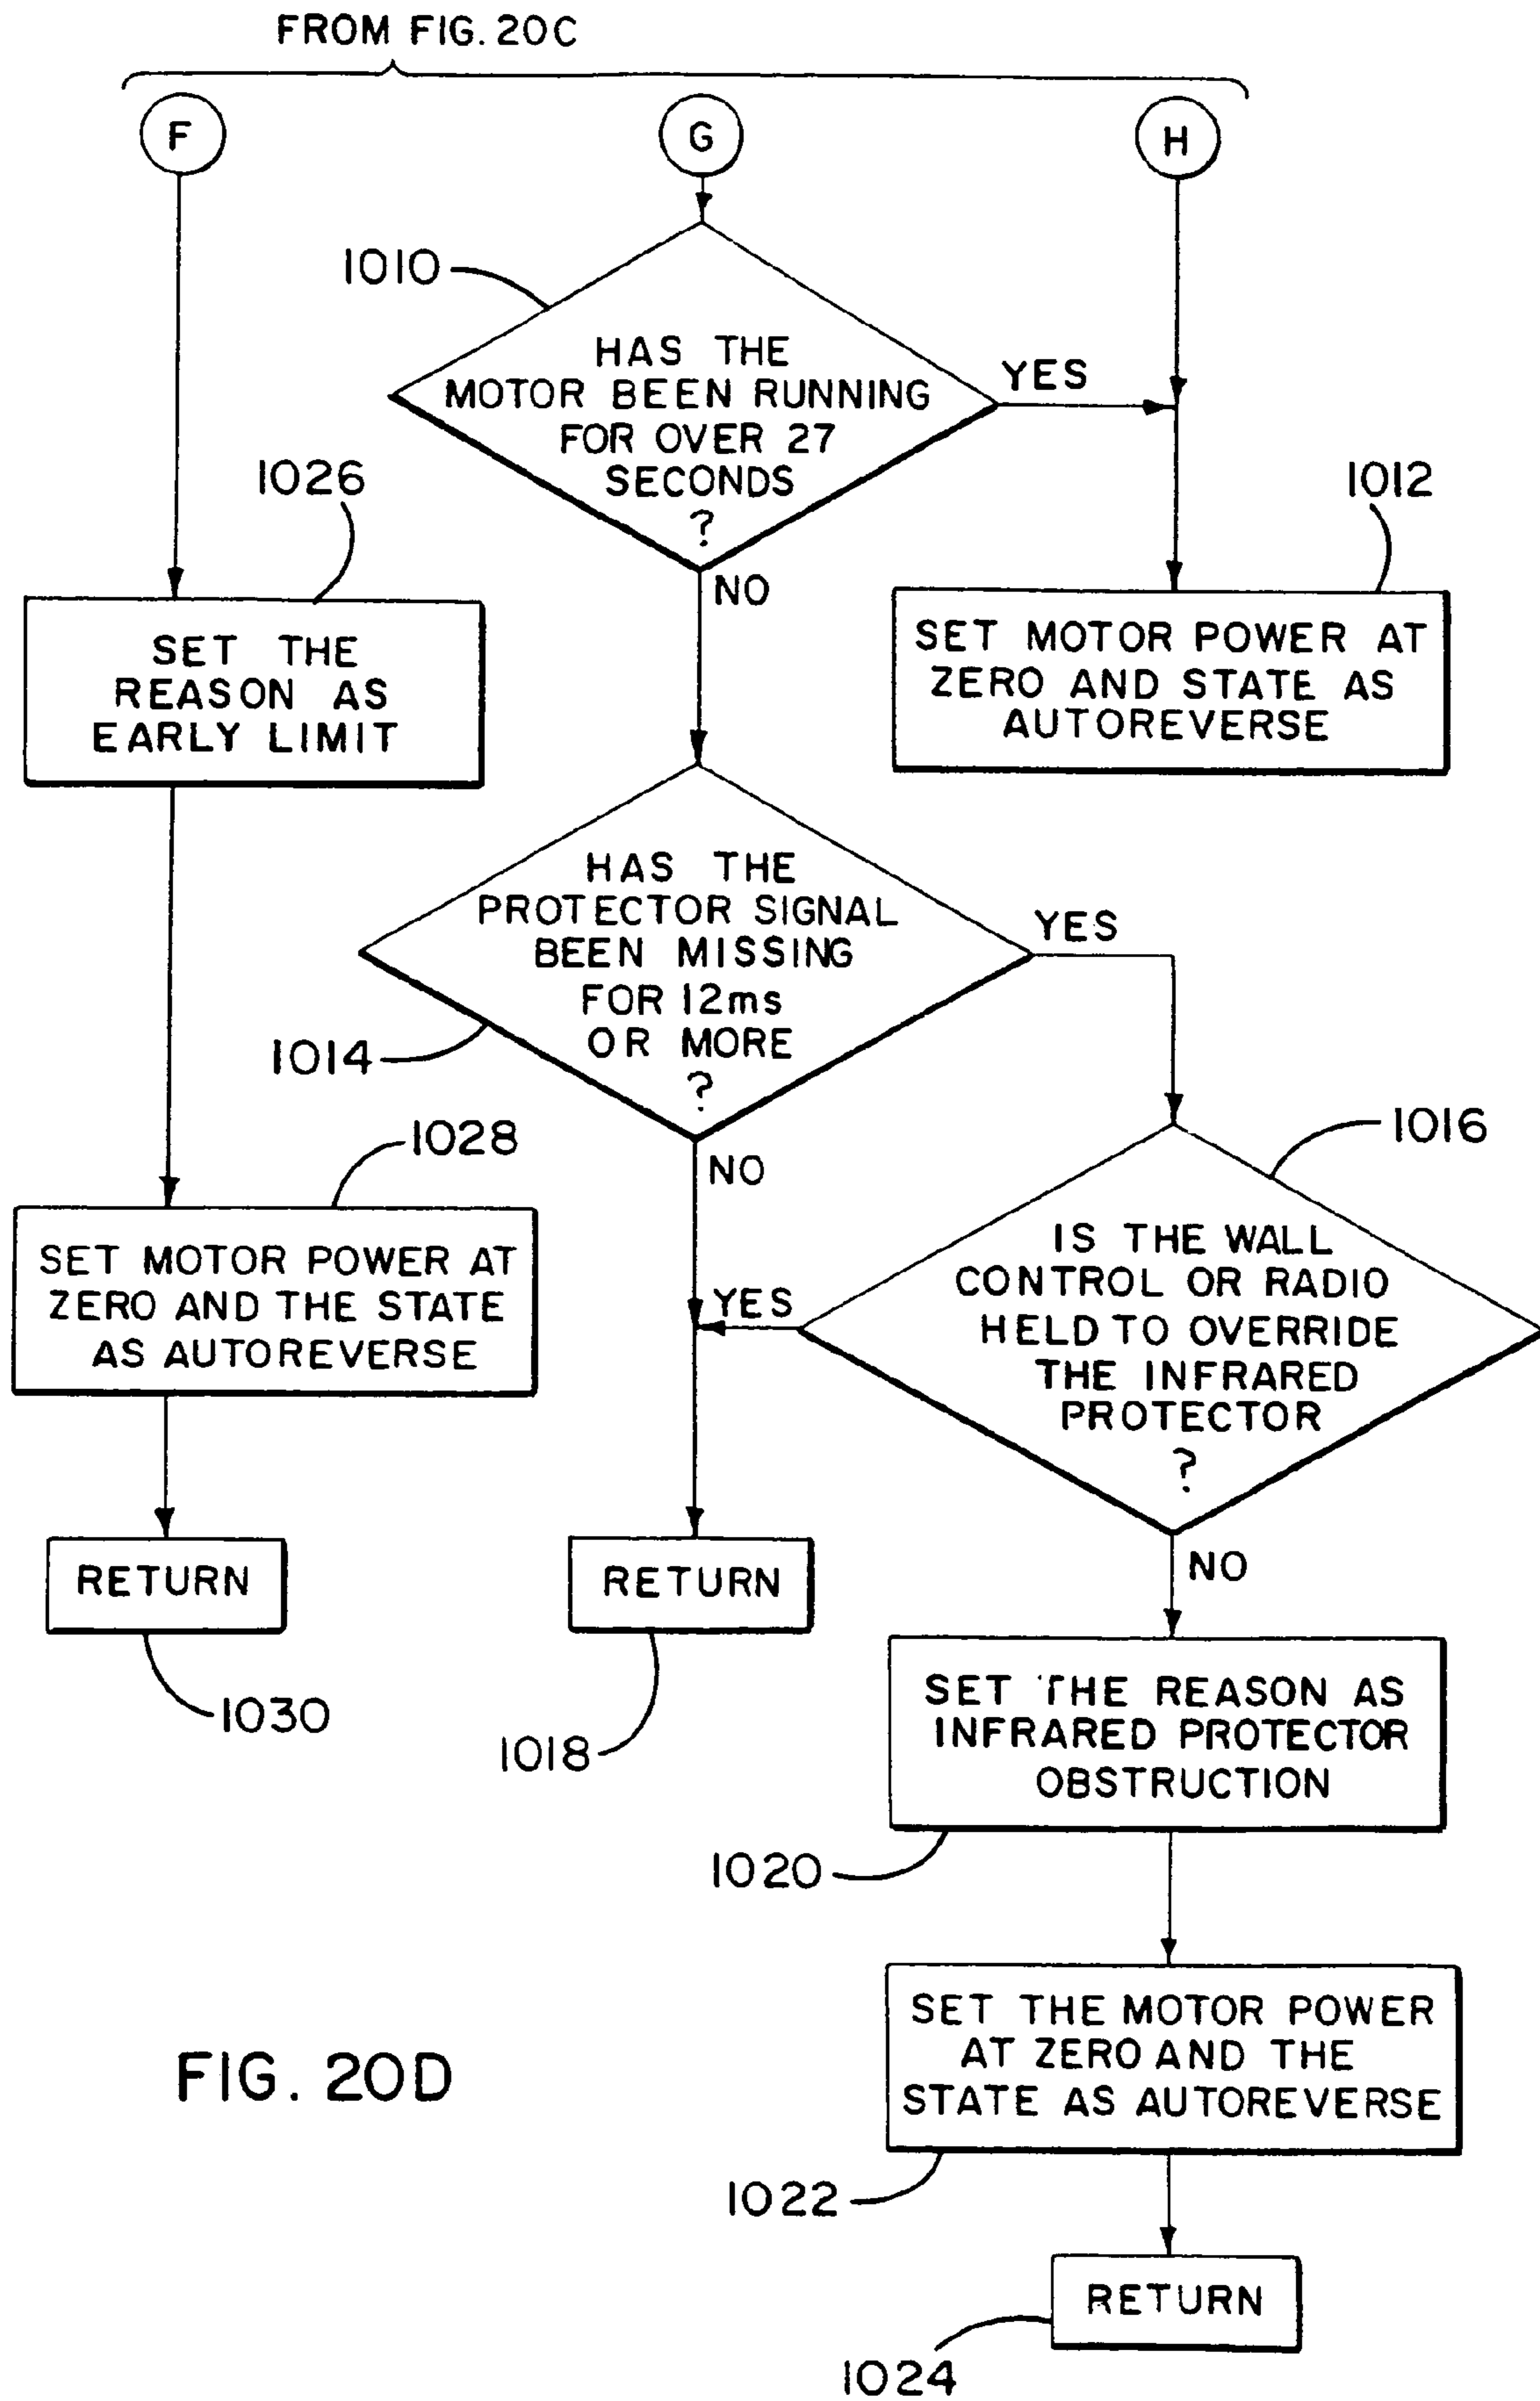 FROM FIG. 20C
F
G
H
1010
HAS THE
MOTOR BEEN RUNNING
FOR OVER 27
SECONDS
?
YES
NO
1026
SET THE
REASON AS
EARLY LIMIT
1012
SET MOTOR POWER AT
ZERO AND STATE AS
AUTOREVERSE
HAS THE
PROTECTOR SIGNAL
BEEN MISSING
FOR 12ms
OR MORE
?
YES
1014
NO
1028
SET MOTOR POWER AT
ZERO AND THE STATE
AS AUTOREVERSE
1016
IS THE WALL
CONTROL OR RADIO
HELD TO OVERRIDE
THE INFRARED
PROTECTOR
?
YES
NO
RETURN
1030
RETURN
1018
SET THE REASON AS
INFRARED PROTECTOR
OBSTRUCTION
1020
SET THE MOTOR POWER
AT ZERO AND THE
STATE AS AUTOREVERSE
1022
RETURN
1024
FIG. 20D